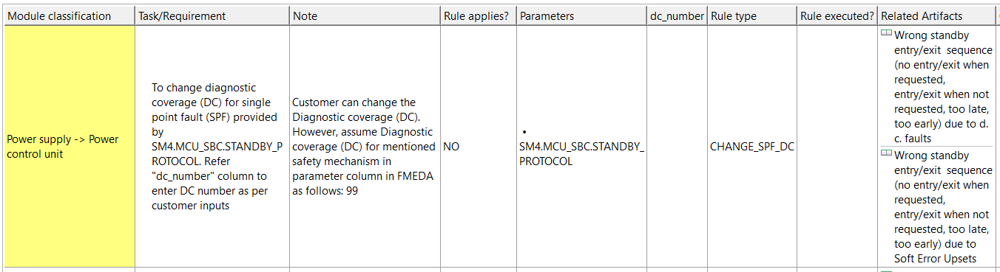 Module classification
Task/Requirement
Note
Rule applies?
Parameters
dc_number
Rule type
Rule executed?
Related Artifacts
Power supply -> Power
control unit
To change diagnostic
coverage (DC) for single
point fault (SPF) provided
by
SM4.MCU_SBC.STANDBY_P
ROTOCOL. Refer
"dc_number" column to
enter DC number as per
customer inputs
Customer can change the
Diagnostic coverage (DC).
However, assume Diagnostic
coverage (DC) for mentioned
safety mechanism in
parameter column in FMEDA
as follows: 99
NO
•
SM4.MCU_SBC.STANDBY_
PROTOCOL
CHANGE_SPF_DC
Wrong standby
entry/exit sequence
(no entry/exit when
requested,
entry/exit when not
requested, too late,
too early) due to d.
c. faults
Wrong standby
entry/exit sequence
(no entry/exit when
requested,
entry/exit when not
requested, too late,
too early) due to
Soft Error Upsets